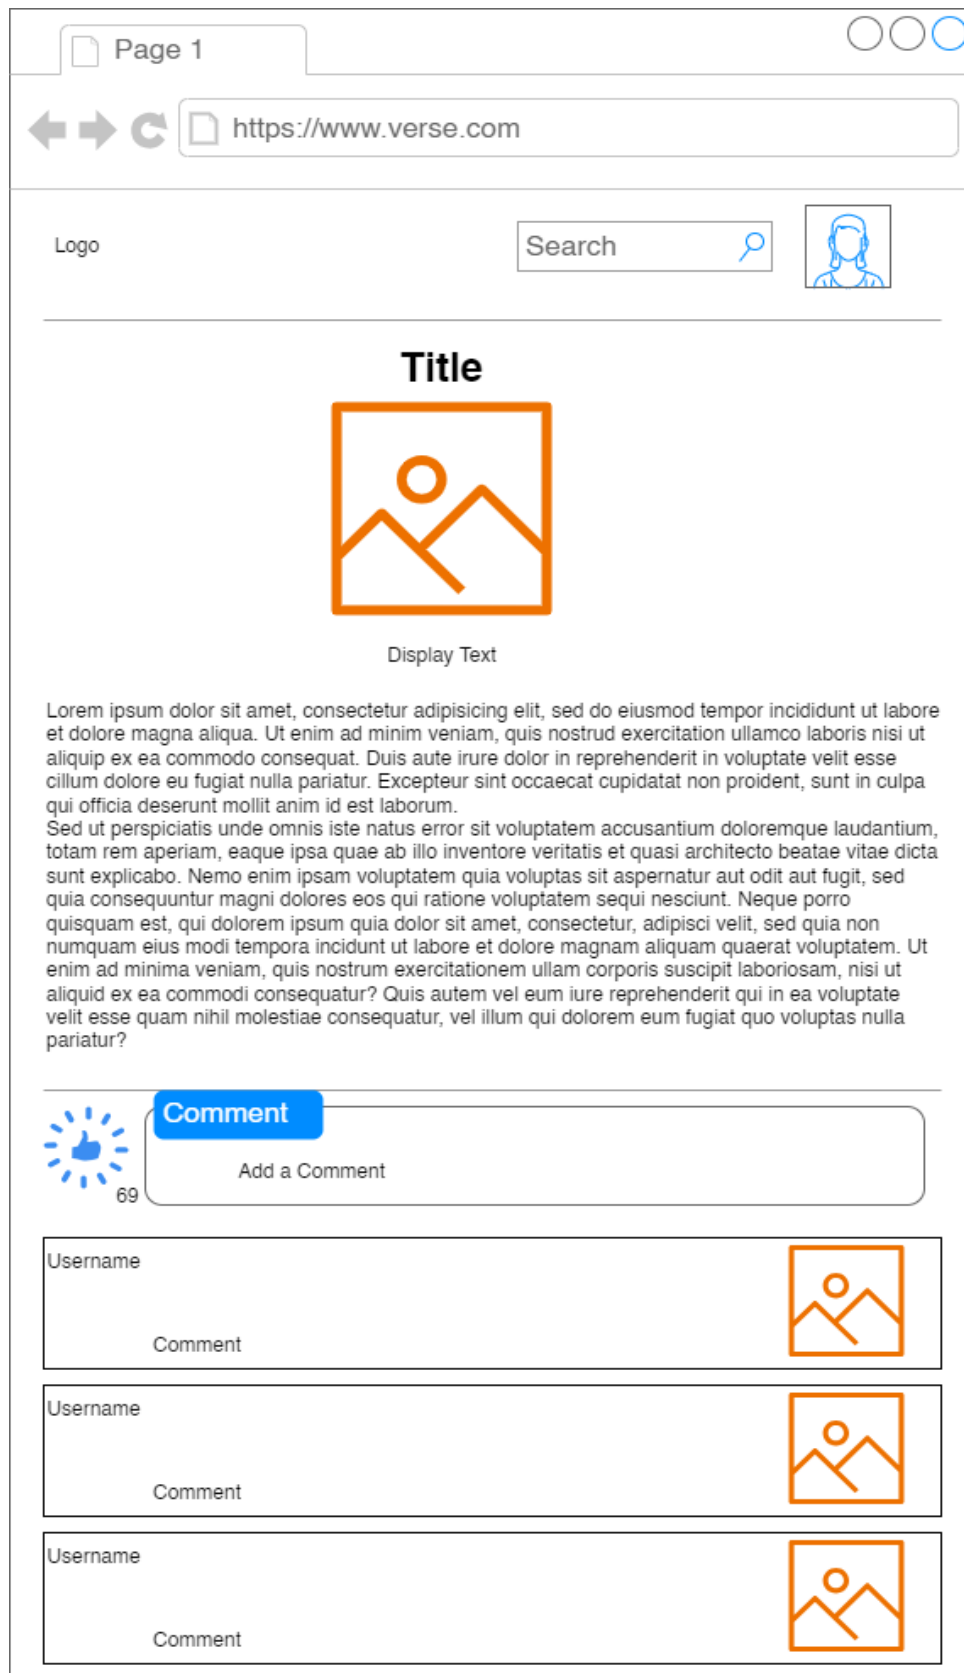 Page 1
https://www.verse.com
Logo
Search
Title
Display Text
Lorem ipsum dolor sit amet, consectetur adipisicing elit, sed do eiusmod tempor incididunt ut labore
et dolore magna aliqua. Ut enim ad minim veniam, quis nostrud exercitation ullamco laboris nisi ut
aliquip ex ea commodo consequat. Duis aute irure dolor in reprehenderit in voluptate velit esse
cillum dolore eu fugiat nulla pariatur. Excepteur sint occaecat cupidatat non proident, sunt in culpa
qui officia deserunt mollit anim id est laborum.
Sed ut perspiciatis unde omnis iste natus error sit voluptatem accusantium doloremque laudantium,
totam rem aperiam, eaque ipsa quae ab illo inventore veritatis et quasi architecto beatae vitae dicta
sunt explicabo. Nemo enim ipsam voluptatem quia voluptas sit aspernatur aut odit aut fugit, sed
quia consequuntur magni dolores eos qui ratione voluptatem sequi nesciunt. Neque porro
quisquam est, qui dolorem ipsum quia dolor sit amet, consectetur, adipisci velit, sed quia non
numquam eius modi tempora incidunt ut labore et dolore magnam aliquam quaerat voluptatem. Ut
enim ad minima veniam, quis nostrum exercitationem ullam corporis suscipit laboriosam, nisi ut
aliquid ex ea commodi consequatur? Quis autem vel eum iure reprehenderit qui in ea voluptate
velit esse quam nihil molestiae consequatur, vel illum qui dolorem eum fugiat quo voluptas nulla
pariatur?
Comment
Add a Comment
69
Username
Comment
Username
Comment
Username
Comment